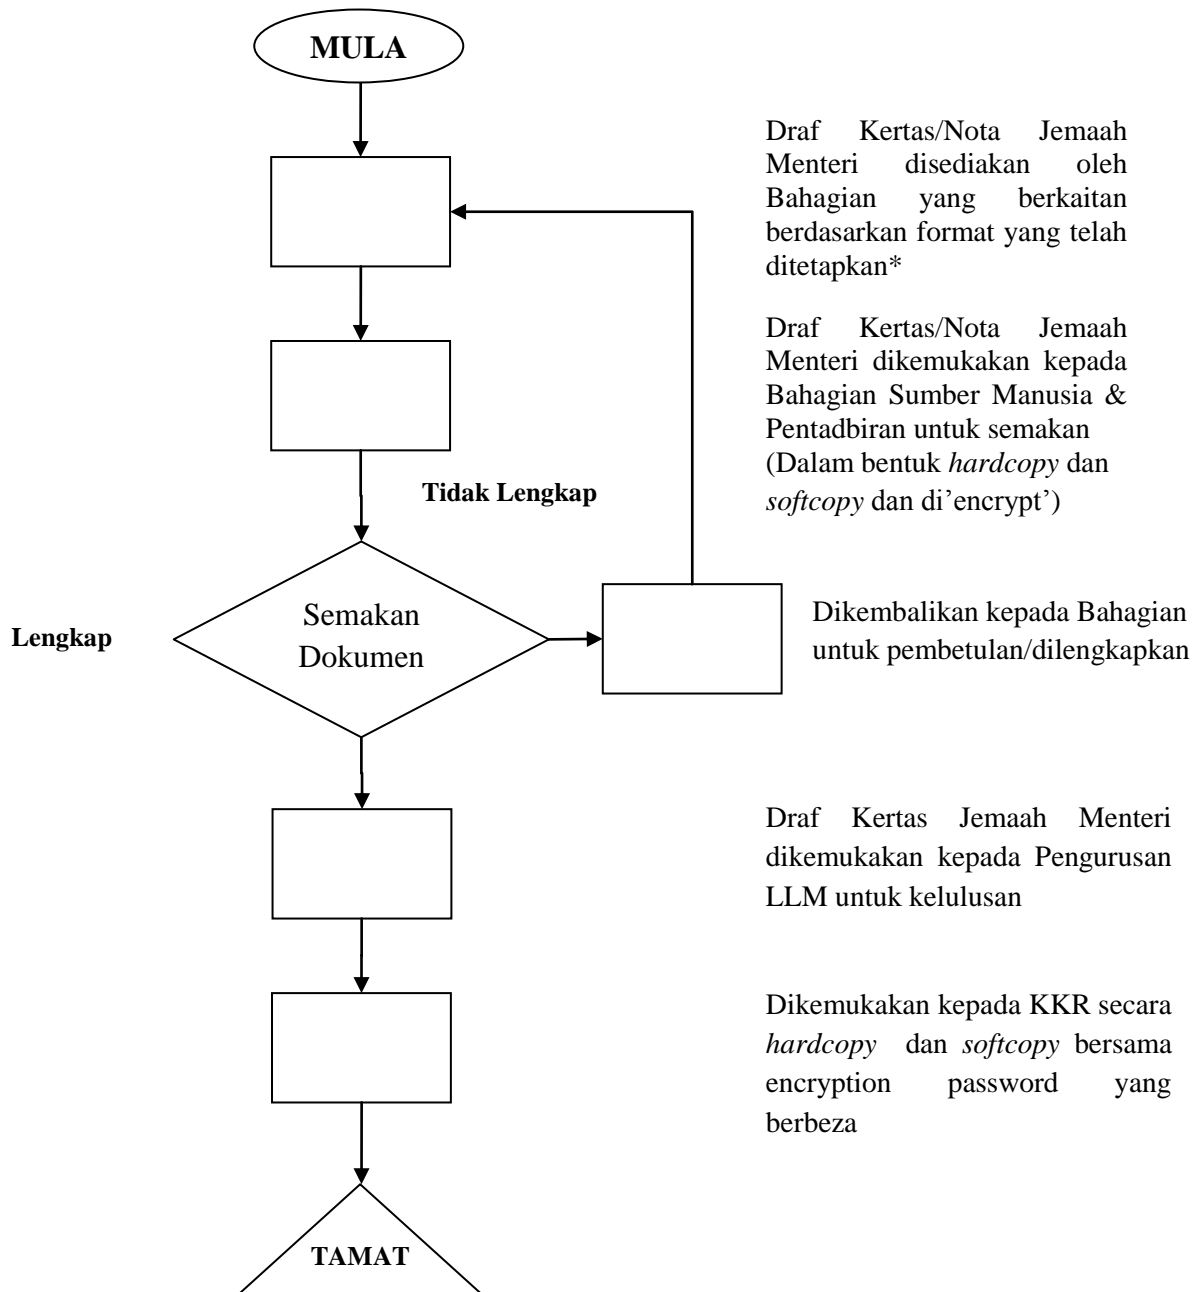 MULA
Draf Kertas/Nota Jemaah
Menteri disediakan oleh
Bahagian yang berkaitan
berdasarkan format yang telah
ditetapkan*
Draf Kertas/Nota Jemaah
Menteri dikemukakan kepada
Bahagian Sumber Manusia &
Pentadbiran untuk semakan
(Dalam bentuk hardcopy dan
softcopy dan di’encrypt’)
Tidak Lengkap
Lengkap
Semakan
Dokumen
Dikembalikan kepada Bahagian
untuk pembetulan/dilengkapkan
Draf Kertas Jemaah Menteri
dikemukakan kepada Pengurusan
LLM untuk kelulusan
Dikemukakan kepada KKR secara
hardcopy dan softcopy bersama
encryption password yang
berbeza
TAMAT